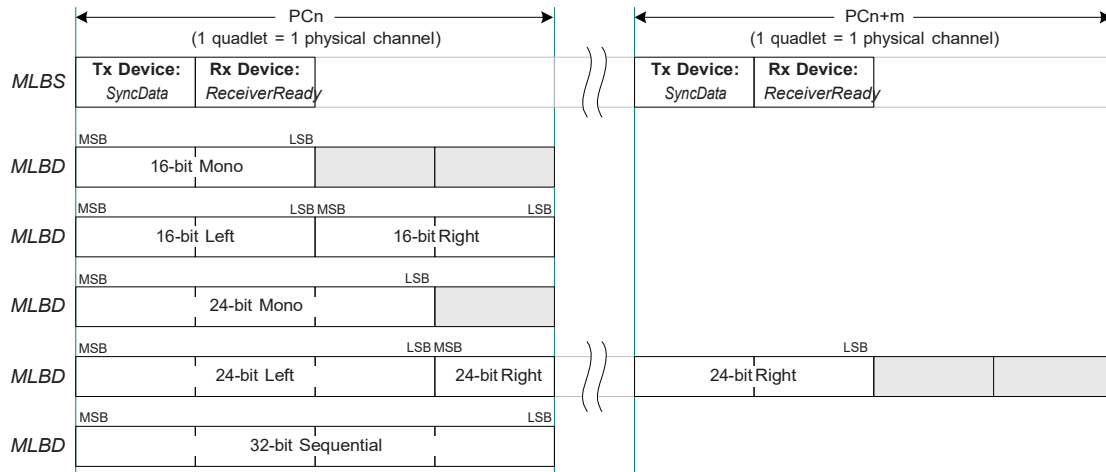 PCn PCn+m
(1 quadlet = 1 physical channel) (1 quadlet = 1 physical channel)
MLBS Tx Device: Rx Device: Tx Device: Rx Device:
SyncData ReceiverReady SyncData ReceiverReady
MSB LSB
MLBD 16-bit Mono
MSB LSB MSB LSB
MLBD 16-bit Left 16-bit Right
MSB LSB
MLBD 24-bit Mono
MSB LSB MSB LSB
MLBD 24-bit Left 24-bit Right 24-bit Right
MSB LSB
MLBD 32-bit Sequential